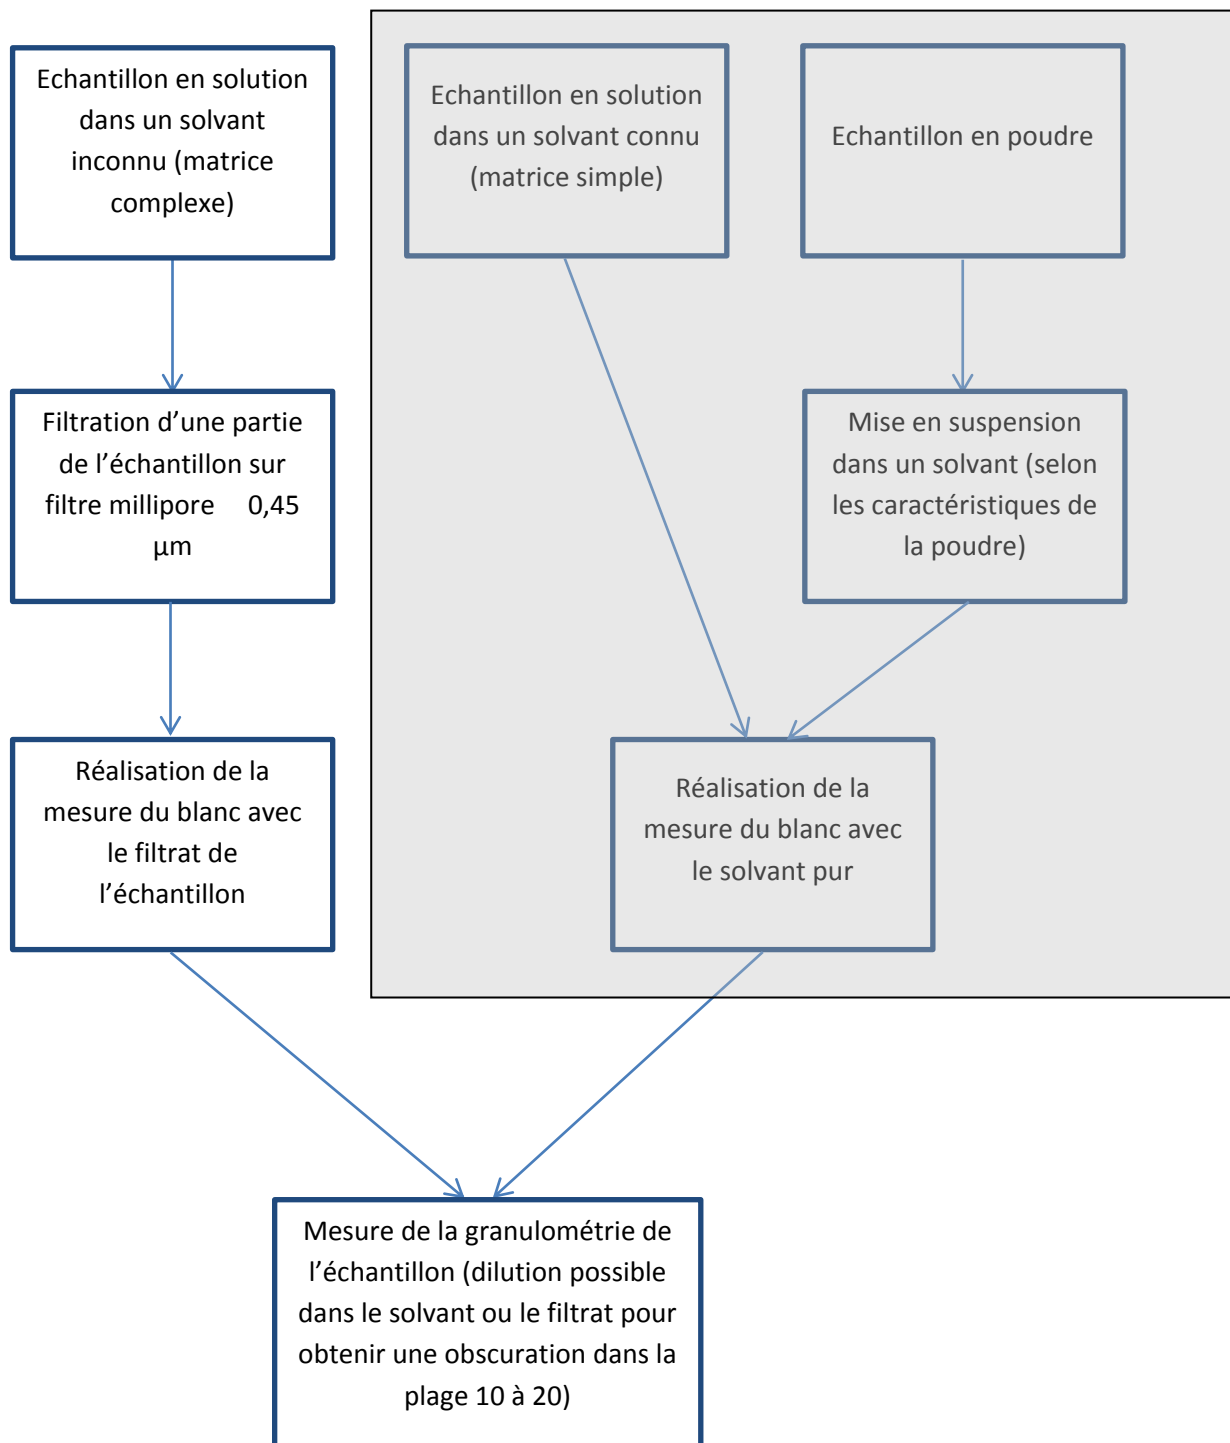 Echantillon en solution
dans un solvant
inconnu (matrice
complexe)
Echantillon en solution
dans un solvant connu
(matrice simple)
Echantillon en poudre
Filtration d’une partie
de l’échantillon sur
filtre millipore 0,45
µm
Mise en suspension
dans un solvant (selon
les caractéristiques de
la poudre)
Réalisation de la
mesure du blanc avec
le filtrat de
l’échantillon
Réalisation de la
mesure du blanc avec
le solvant pur
Mesure de la granulométrie de
l’échantillon (dilution possible
dans le solvant ou le filtrat pour
obtenir une obscuration dans la
plage 10 à 20)